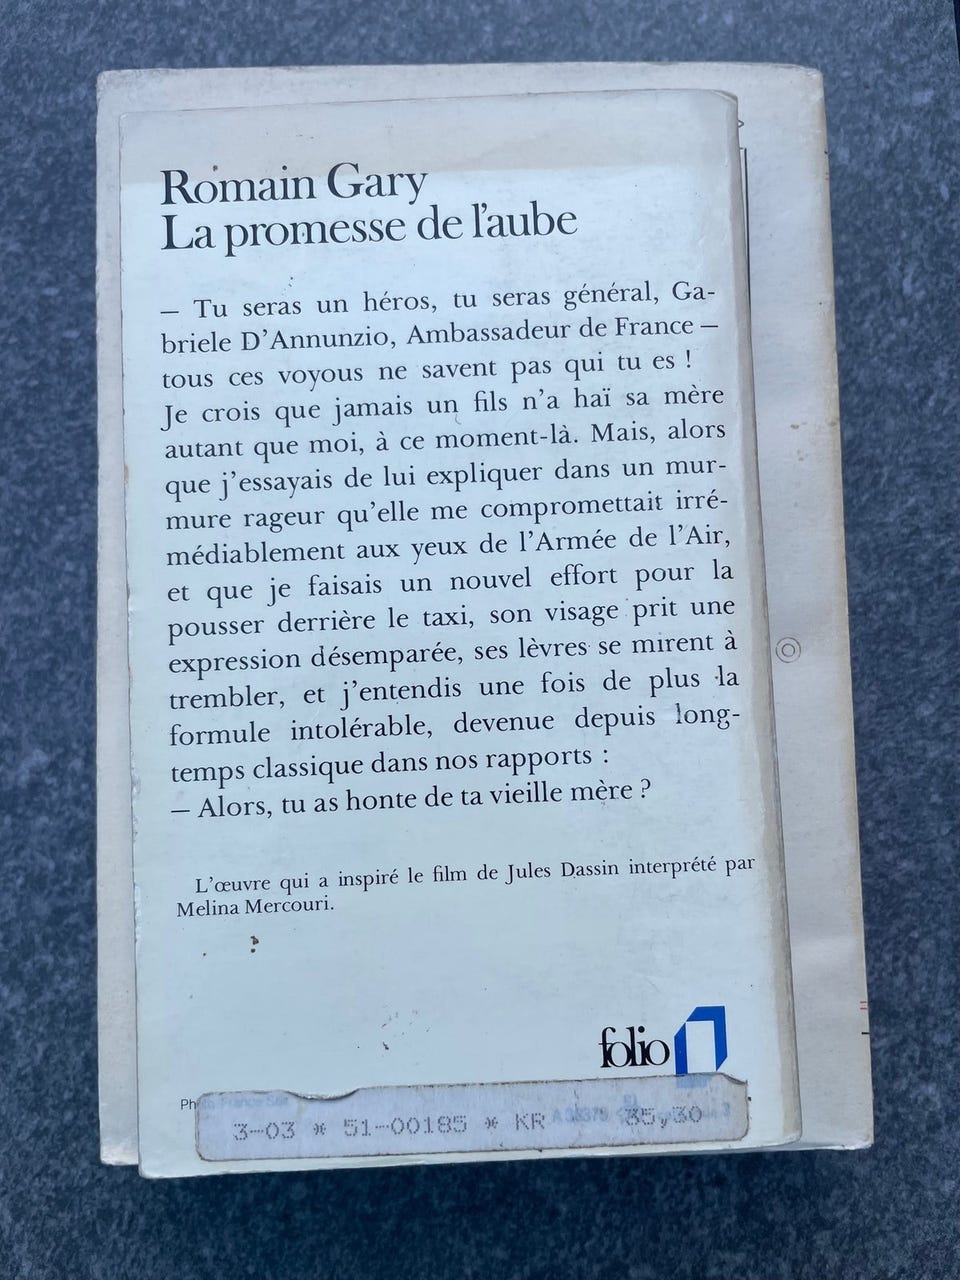 Romain Gary
La promesse de l'aube
– Tu seras un héros, tu seras général, Ga-
briele D'Annunzio, Ambassadeur de France –
tous ces voyous ne savent pas qui tu es !
Je crois que jamais un fils n'a haï sa mère
autant que moi, à ce moment-là. Mais, alors
que j'essayais de lui expliquer dans un mur-
mure rageur qu'elle me compromettait irré-
médiablement aux yeux de l'Armée de l'Air,
et que je faisais un nouvel effort pour la
pousser derrière le taxi, son visage prit une
expression désemparée, ses lèvres se mirent à
trembler, et j'entendis une fois de plus la
formule intolérable, devenue depuis long-
temps classique dans nos rapports :
– Alors, tu as honte de ta vieille mère ?
L'œuvre qui a inspiré le film de Jules Dassin interprété par
Melina Mercouri.
folio
3-03 * 51-00185 * KR 35,30